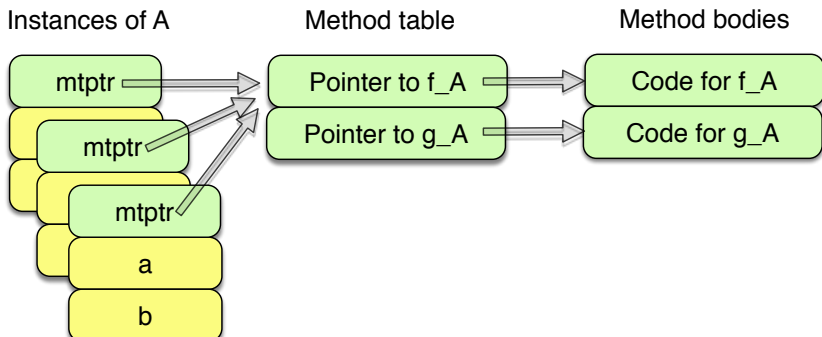 Instances of A
Method table
Method bodies
mtptr
Pointer to f_A
Code for f_A
mtptr
Pointer to g_A
Code for g_A
mtptr
a
b